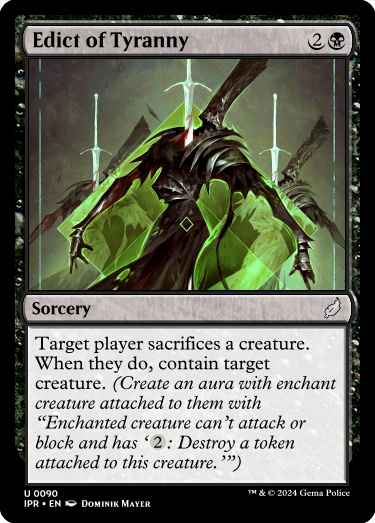 Edict of Tyranny 2
Sorcery
Target player sacrifices a creature.
When they do, contain target
creature. (Create an aura with enchant
creature attached to them with
“Enchanted creature can’t attack or
block and has ‘2: Destroy a token
attached to this creature.’”)
U 0090
IPR • EN Dominik Mayer
™ & © 2024 Gema Police